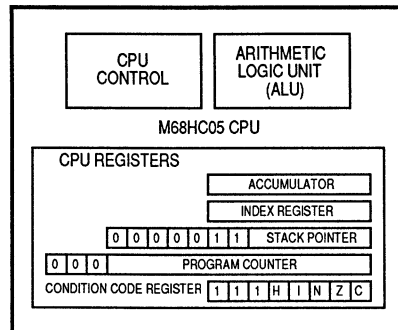 CPU
CONTROL
ARITHMETIC
LOGIC UNIT
(ALU)
M68HC05 CPU
CPU REGISTERS
ACCUMULATOR
INDEX REGISTER
0 0 0 0 0 1 1 STACK POINTER
0 0 0 PROGRAM COUNTER
CONDITION CODE REGISTER 1 1 1 H I N Z C